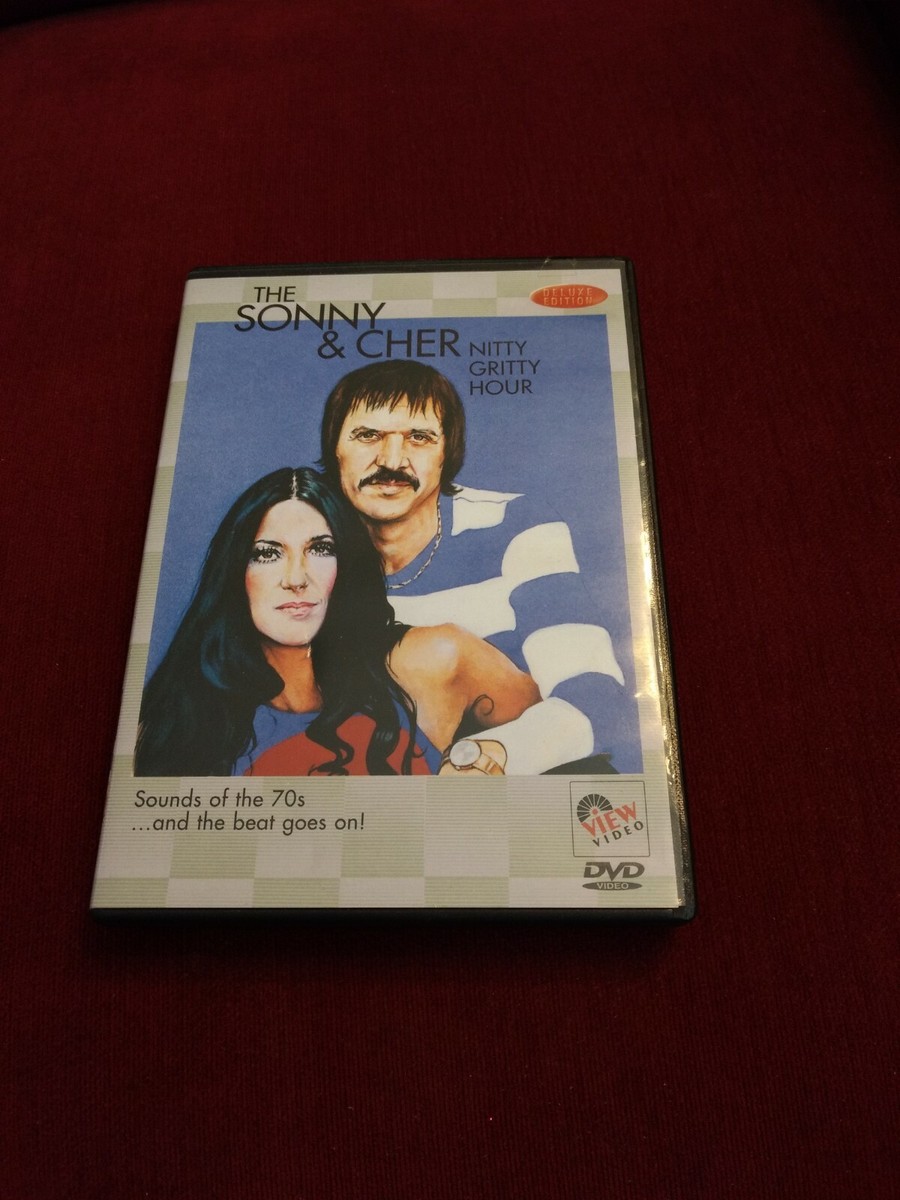 THE
SONNY
& CHER
NITTY
GRITTY
HOUR
DELUXE
EDITION
Sounds of the 70s
...and the beat goes on!
VIEW
VIDEO
DVD
VIDEO